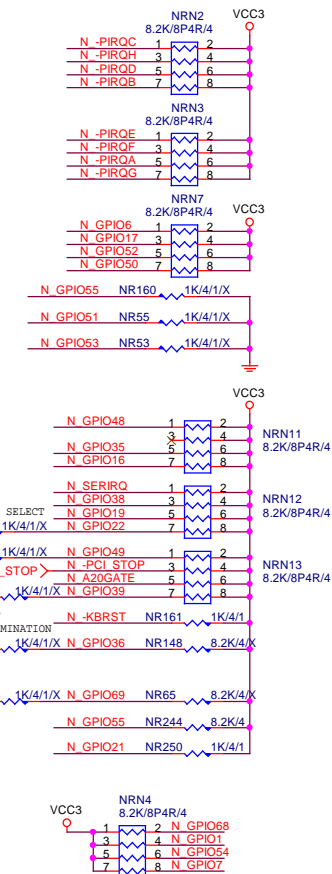 NRN2 VCC3
8.2K/8P4R/4
N_-PIRQC 1 2
N_-PIRQH 3 4
N_-PIRQD 5 6
N_-PIRQB 7 8
NRN3
8.2K/8P4R/4
N_-PIRQE 1 2
N_-PIRQF 3 4
N_-PIRQA 5 6
N_-PIRQG 7 8
NRN7 VCC3
8.2K/8P4R/4
N_GPIO6 1 2
N_GPIO17 3 4
N_GPIO52 5 6
N_GPIO50 7 8
N_GPIO55 NR160 1K/4/1/X
N_GPIO51 NR55 1K/4/1/X
N_GPIO53 NR53 1K/4/1/X
VCC3
N_GPIO48 1 2 NRN11
3 4 8.2K/8P4R/4
N_GPIO35 5 6
N_GPIO16 7 8
N_SERIRQ 1 2 NRN12
N_GPIO38 3 4 8.2K/8P4R/4
SELECT N_GPIO19 5 6
1K/4/1/X N_GPIO22 7 8
1K/4/1/X N_GPIO49 1 2 NRN13
_STOP N_-PCI_STOP 3 4 8.2K/8P4R/4
N_A20GATE 5 6
1K/4/1/X N_GPIO39 7 8
N_-KBRST NR161 1K/4/1
MINATION
1K/4/1/X N_GPIO36 NR148 8.2K/4/X
1K/4/1/X N_GPIO69 NR65 8.2K/4/X
N_GPIO55 NR244 8.2K/4
N_GPIO21 NR250 1K/4/1
NRN4
VCC3 8.2K/8P4R/4
1 2 N_GPIO68
3 4 N_GPIO1
5 6 N_GPIO54
7 8 N_GPIO7